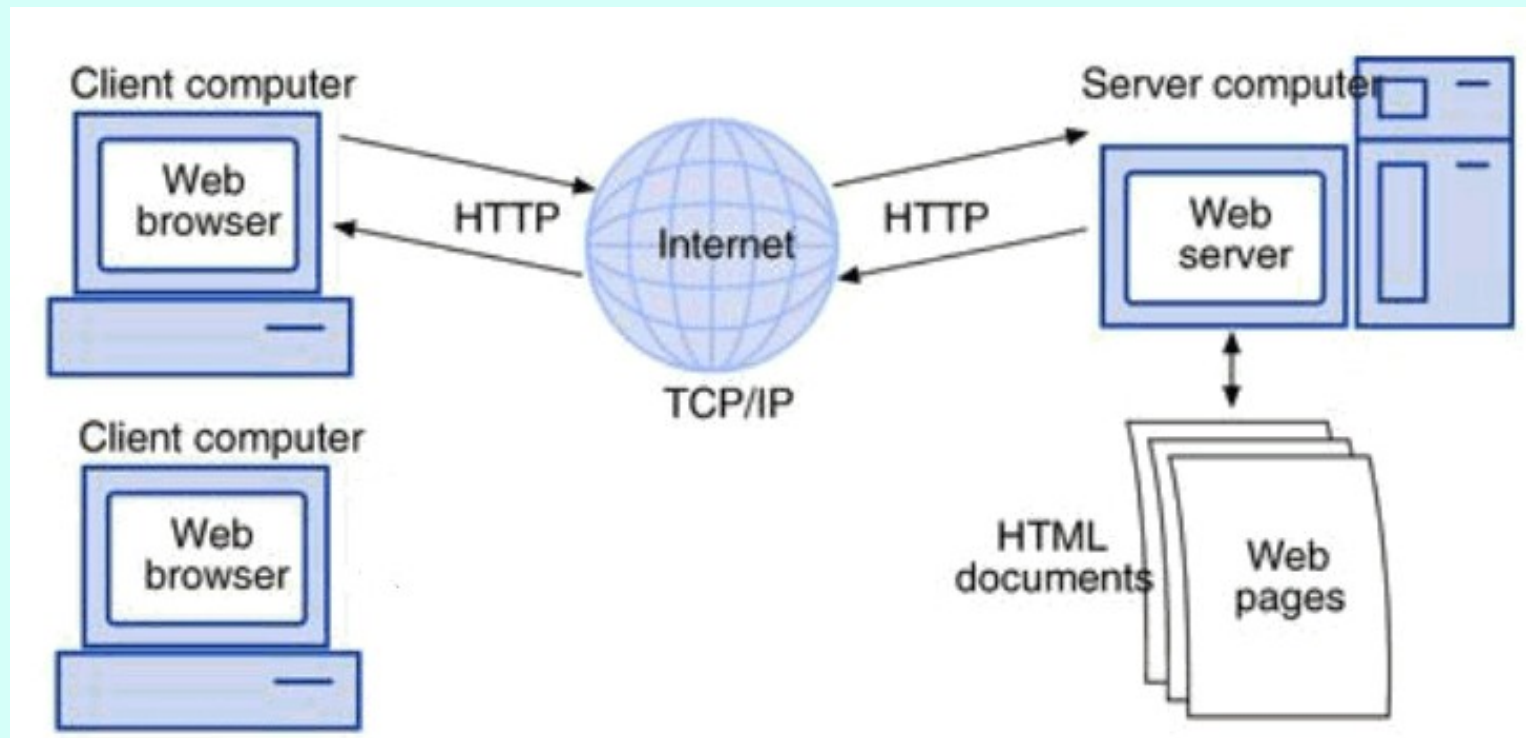 Client computer
Web
browser
HTTP
Internet
TCP/IP
HTTP
Server computer
Web
server
Client computer
Web
browser
HTML
documents
Web
pages